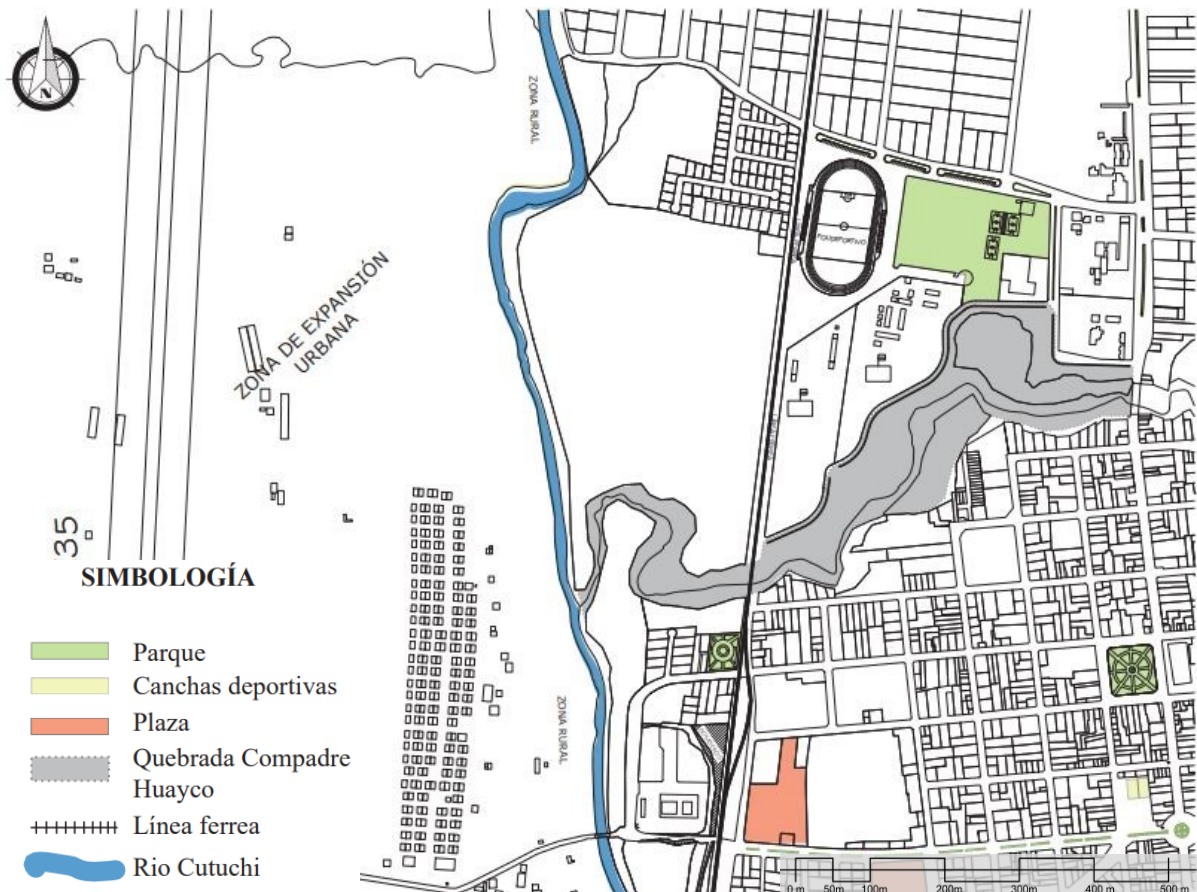 N
ZONA RURAL
POLIDEPORTIVO
ZONA DE EXPANSIÓN
URBANA
35
SIMBOLOGÍA
Parque
Canchas deportivas
Plaza
Quebrada Compadre
Huayco
Línea ferrea
Rio Cutuchi
ZONA RURAL
0 m 50m 100m 200m 300m 400 m 500 m